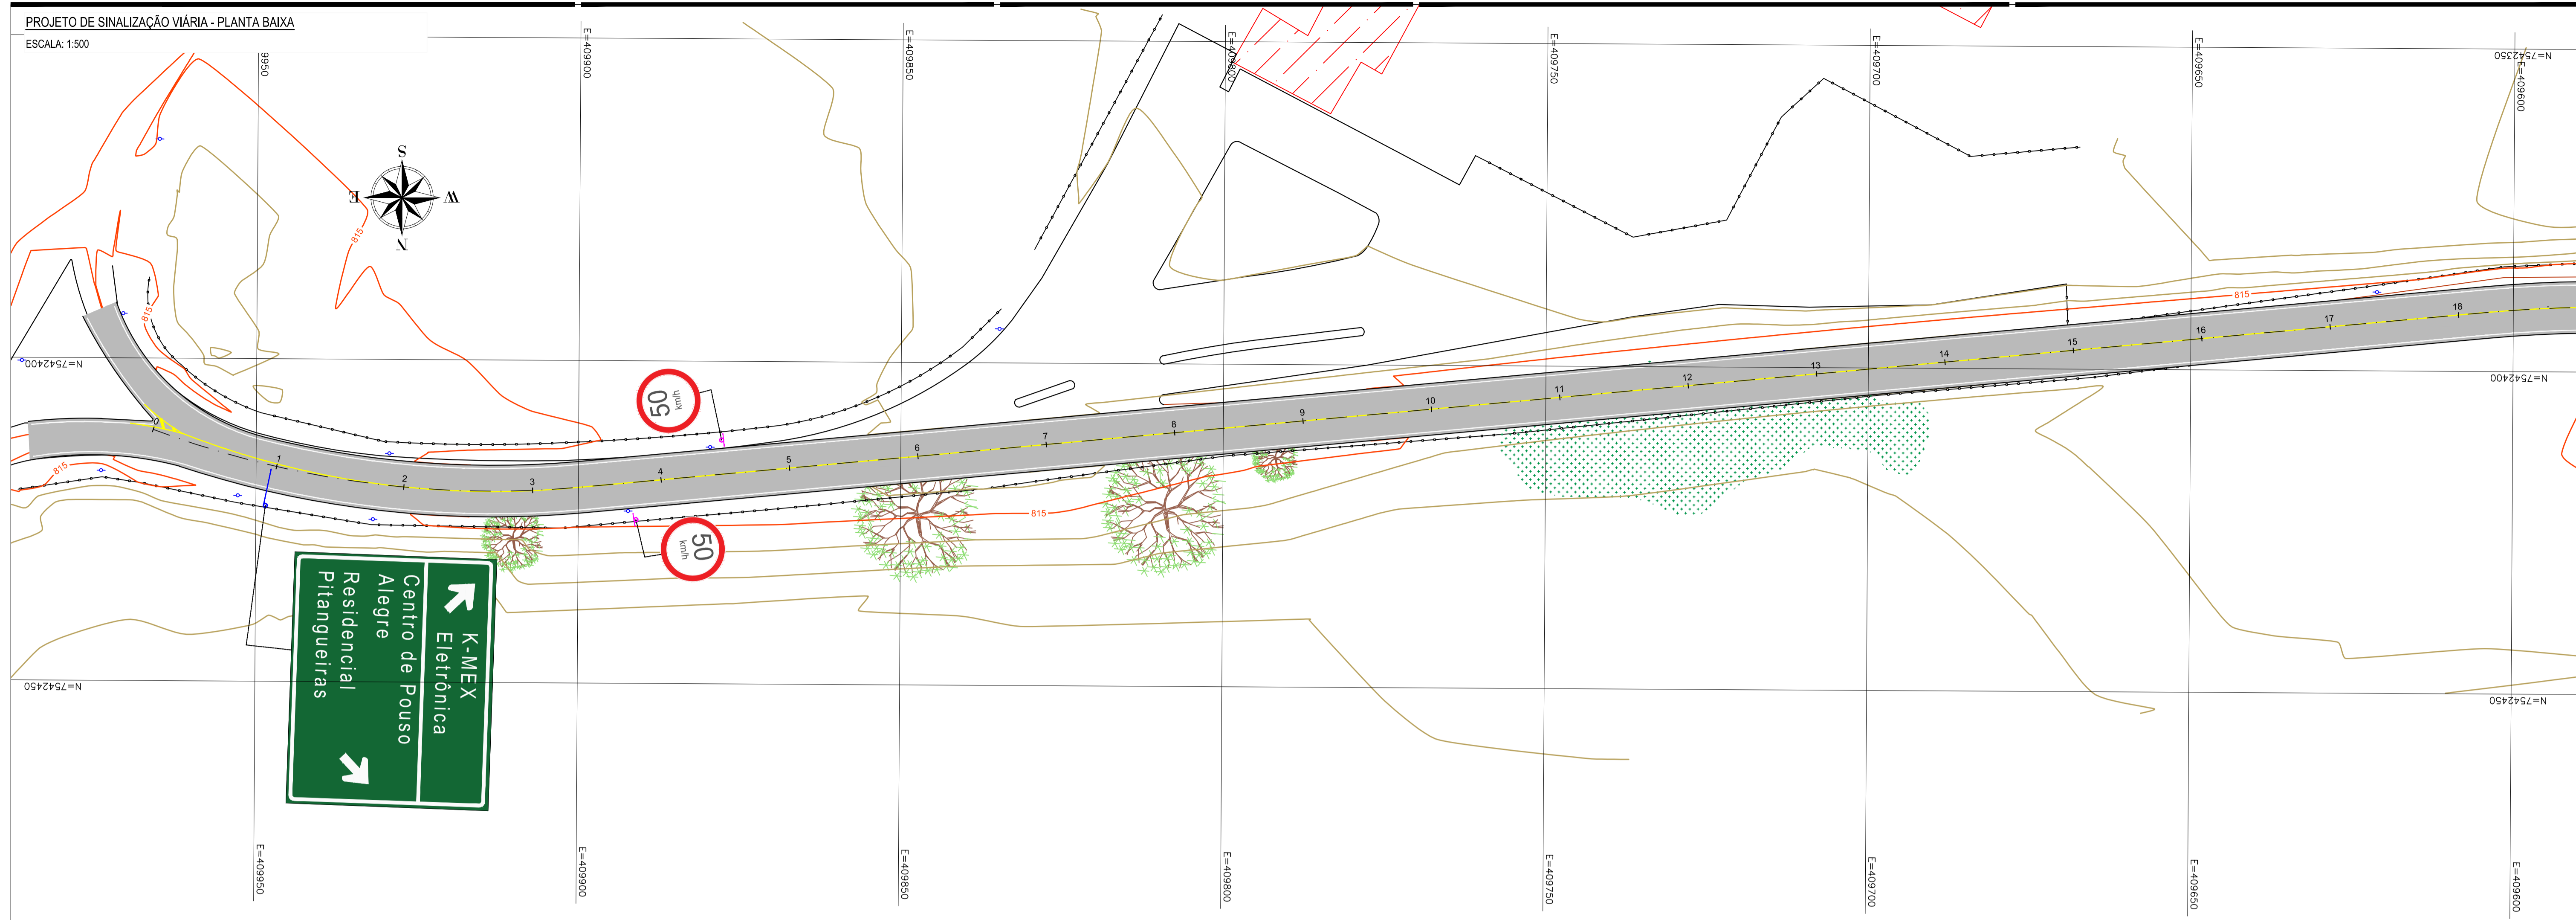 PROJETO DE SINALIZAÇÃO VIÁRIA - PLANTA BAIXA
ESCALA: 1:500
9950
E=409900
E=409850
E=409800
E=409750
E=409700
E=409650
E=409600
N=7542350
S
E
W
N
815
815
815
815
815
N=7542400
N=7542400
50
km/h
50
km/h
0
1
2
3
4
5
6
7
8
9
10
11
12
13
14
15
16
17
18
K-MEX
Eletrônica
Centro de Pouso
Alegre
Residencial
Pitangueiras
N=7542450
N=7542450
E=409950
E=409900
E=409850
E=409800
E=409750
E=409700
E=409650
E=409600